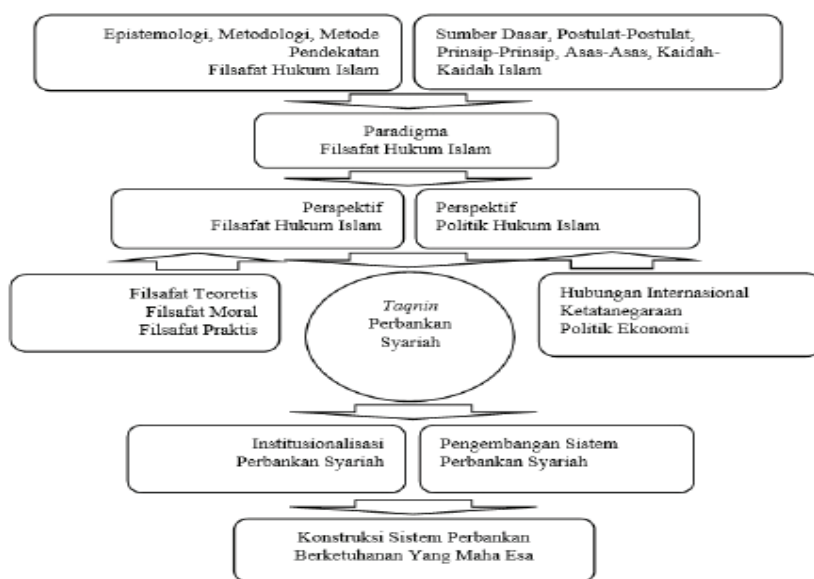 Epistemologi, Metodologi, Metode
Pendekatan
Filsafat Hukum Islam
Sumber Dasar, Postulat-Postulat,
Prinsip-Prinsip, Asas-Asas, Kaidah-
Kaidah Islam
Paradigma
Filsafat Hukum Islam
Perspektif
Filsafat Hukum Islam
Perspektif
Politik Hukum Islam
Filsafat Teoretis
Filsafat Moral
Filsafat Praktis
Taqnin
Perbankan
Syariah
Hubungan Internasional
Ketatanegaraan
Politik Ekonomi
Institusionalisasi
Perbankan Syariah
Pengembangan Sistem
Perbankan Syariah
Konstruksi Sistem Perbankan
Berketuhanan Yang Maha Esa